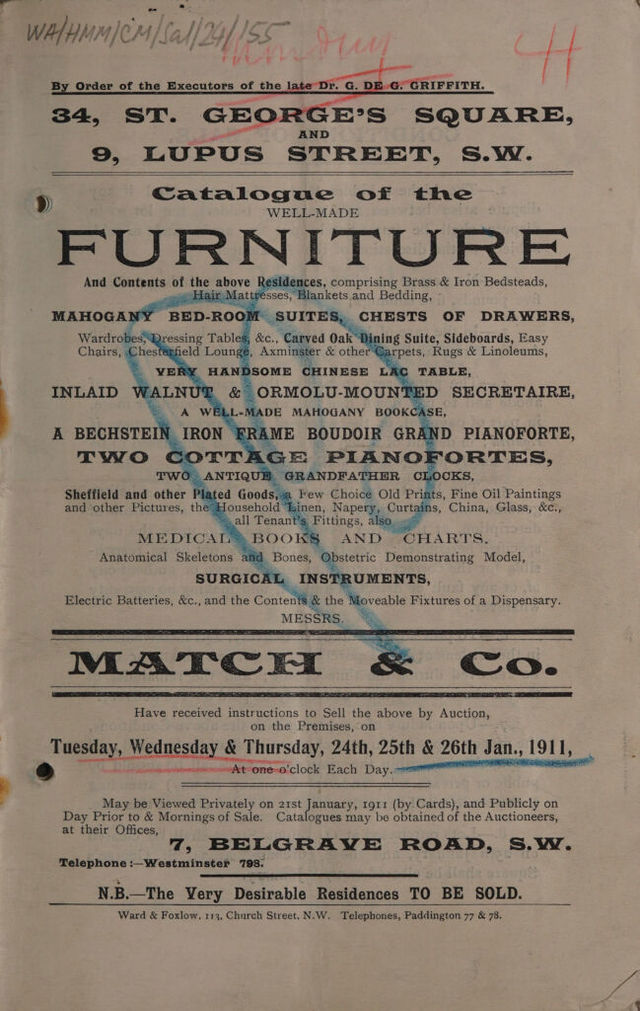 WA/HMM/CM/Sal/24/155
By Order of the Executors of the late Dr. G. DE G. GRIFFITH.
34, ST. GEORGE'S SQUARE,
AND
9, LUPUS STREET, S.W.
Catalogue of the
WELL-MADE
FURNITURE
And Contents of the above Residences, comprising Brass & Iron Bedsteads,
Hair Mattresses, Blankets and Bedding,
MAHOGANY BED-ROOM SUITES, CHESTS OF DRAWERS,
Wardrobes, Dressing Tables, &c., Carved Oak Dining Suite, Sideboards, Easy
Chairs, Chesterfield Lounge, Axminster & other Carpets, Rugs & Linoleums,
VERY HANDSOME CHINESE LAC TABLE,
INLAID WALNUT & ORMOLU-MOUNTED SECRETAIRE,
A WELL-MADE MAHOGANY BOOKCASE,
A BECHSTEIN IRON FRAME BOUDOIR GRAND PIANOFORTE,
TWO COTTAGE PIANOFORTES,
TWO ANTIQUE GRANDFATHER CLOCKS,
Sheffield and other Plated Goods, a Few Choice Old Prints, Fine Oil Paintings
and other Pictures, the Household Linen, Napery, Curtains, China, Glass, &c.,
all Tenant's Fittings, also
MEDICAL BOOKS AND CHARTS.
Anatomical Skeletons and Bones, Obstetric Demonstrating Model,
SURGICAL INSTRUMENTS,
Electric Batteries, &c., and the Contents & the Moveable Fixtures of a Dispensary.
MESSRS.
MATCH & Co.
Have received instructions to Sell the above by Auction,
on the Premises, on
Tuesday, Wednesday & Thursday, 24th, 25th & 26th Jan., 1911,
At one o'clock Each Day.
May be Viewed Privately on 21st January, 1911 (by Cards), and Publicly on
Day Prior to & Mornings of Sale. Catalogues may be obtained of the Auctioneers,
at their Offices,
7, BELGRAVE ROAD, S.W.
Telephone :—Westminster 798.
N.B.—The Very Desirable Residences TO BE SOLD.
Ward & Foxlow, 113, Church Street, N.W. Telephones, Paddington 77 & 78.